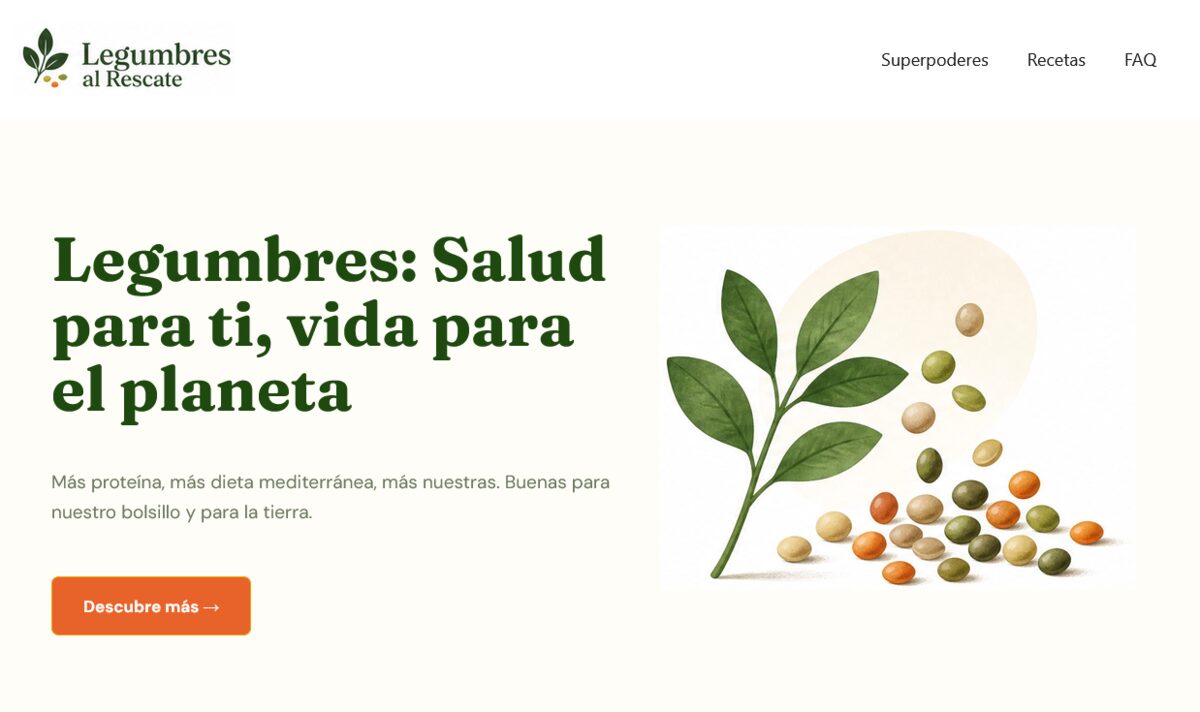 Legumbres
al Rescate
Superpoderes
Recetas
FAQ
Legumbres: Salud
para ti, vida para
el planeta
Más proteína, más dieta mediterránea, más nuestras. Buenas para
nuestro bolsillo y para la tierra.
Descubre más →